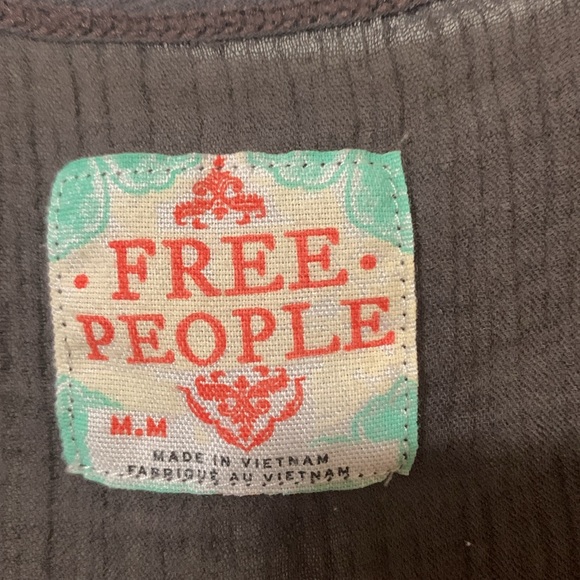 · FREE ·
PEOPLE
M.M
MADE IN VIETNAM
FABRIQUÉ AU VIETNAM